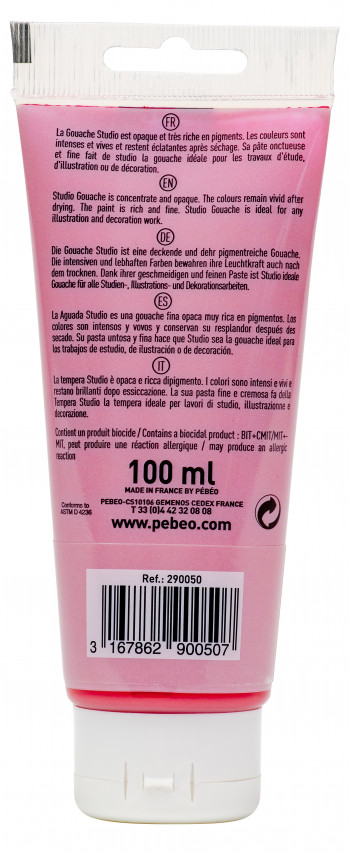 FR
La Gouache Studio est opaque et très riche en pigments. Les couleurs sont
intenses et vives et restent éclatantes après séchage. Sa pâte onctueuse
et fine fait de studio la gouache idéale pour les travaux d'étude,
d'illustration ou de décoration.
EN
Studio Gouache is concentrate and opaque. The colours remain vivid after
drying. The paint is rich and fine. Studio Gouache is ideal for any
illustration and decoration work.
DE
Die Gouache Studio ist eine deckende und dehr pigmentreiche Gouache.
Die intensiven und lebhaften Farben bewahren ihre Leuchtkraft auch nach
dem trocknen. Dank ihrer geschmeidigen und feinen Paste ist Studio ideale
Gouache für alle Studien-, Illustrations- und Dekorationsarbeiten.
ES
La Aguada Studio es una gouache fina opaca muy rica en pigmentos. Los
colores son intensos y vovos y conservan su resplandor después des
secado. Su pasta untosa y fina hace que Studio sea la gouache ideal para
los trabajos de estudio, de ilustración o de decoración.
IT
La tempera Studio è opaca e ricca dipigmento. I colori sono intensi e vivi e
restano brillanti dopo essiccazione. La sua pasta fine e cremosa fa della
Tempera Studio la tempera ideale per lavori di studio, illustrazione e
decorazione.
Contient un produit biocide / Contains a biocidal product : BIT+CMIT/MIT+-
MIT, peut produire une réaction allergique / may produce an allergic
reaction
100 ml
MADE IN FRANCE BY PÉBÉO
PEBEO-CS10106 GEMENOS CEDEX FRANCE
T 33 (0)4 42 32 08 08
www.pebeo.com
Conforms to
ASTM D 4236
Ref.: 290050
3 167862 900507